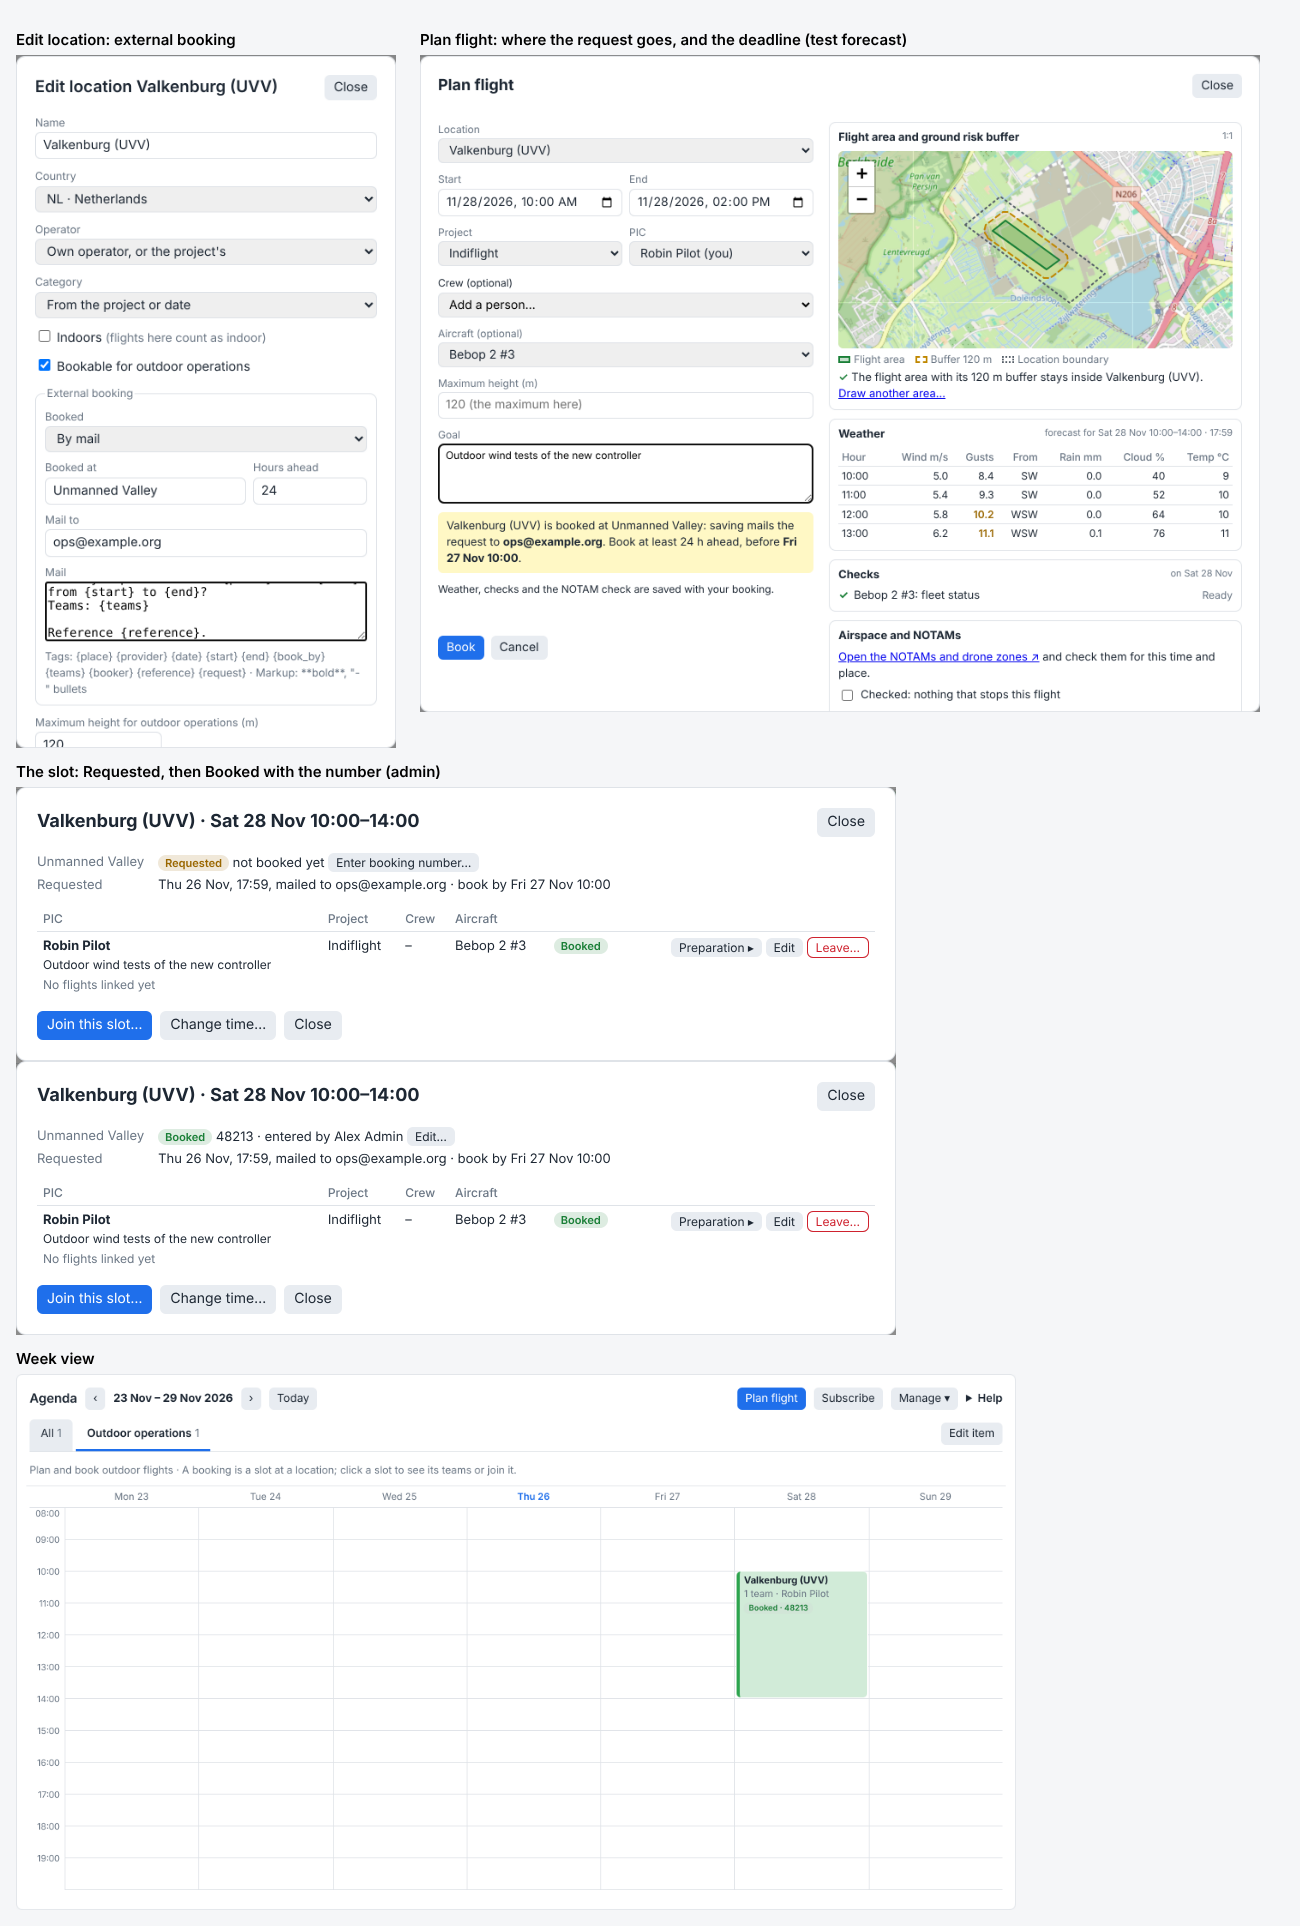 Edit location: external booking
Edit location Valkenburg (UVV)
Close
Name
Valkenburg (UVV)
Country
NL · Netherlands
Operator
Own operator, or the project's
Category
From the project or date
Indoors (flights here count as indoor)
Bookable for outdoor operations
External booking
Booked
By mail
Booked at
Hours ahead
Unmanned Valley
24
Mail to
ops@example.org
Mail
from {start} to {end}?
Teams: {teams}
Reference {reference}.
Tags: {place} {provider} {date} {start} {end} {book_by}
{teams} {booker} {reference} {request} · Markup: **bold**, "-
" bullets
Maximum height for outdoor operations (m)
120
Plan flight: where the request goes, and the deadline (test forecast)
Plan flight
Close
Location
Valkenburg (UVV)
Start
End
11/28/2026, 10:00 AM
11/28/2026, 02:00 PM
Project
PIC
Indiflight
Robin Pilot (you)
Crew (optional)
Add a person...
Aircraft (optional)
Bebop 2 #3
Maximum height (m)
120 (the maximum here)
Goal
Outdoor wind tests of the new controller
Valkenburg (UVV) is booked at Unmanned Valley: saving mails the
request to ops@example.org. Book at least 24 h ahead, before Fri
27 Nov 10:00.
Weather, checks and the NOTAM check are saved with your booking.
Book
Cancel
Flight area and ground risk buffer
1:1
+
−
Pan van
Persijn
N206
Lentevreugd
Flight area
Buffer 120 m
Location boundary
✓ The flight area with its 120 m buffer stays inside Valkenburg (UVV).
Draw another area...
Weather
forecast for Sat 28 Nov 10:00–14:00 · 17:59
Hour Wind m/s Gusts From Rain mm Cloud % Temp °C
10:00 5.0 8.4 SW 0.0 40 9
11:00 5.4 9.3 SW 0.0 52 10
12:00 5.8 10.2 WSW 0.0 64 10
13:00 6.2 11.1 WSW 0.1 76 11
Checks
on Sat 28 Nov
✓ Bebop 2 #3: fleet status
Ready
Airspace and NOTAMs
Open the NOTAMs and drone zones ↗ and check them for this time and
place.
Checked: nothing that stops this flight
The slot: Requested, then Booked with the number (admin)
Valkenburg (UVV) · Sat 28 Nov 10:00–14:00
Close
Unmanned Valley Requested not booked yet Enter booking number...
Requested Thu 26 Nov, 17:59, mailed to ops@example.org · book by Fri 27 Nov 10:00
PIC Project Crew Aircraft
Robin Pilot Indiflight – Bebop 2 #3 Booked Preparation ▸ Edit Leave...
Outdoor wind tests of the new controller
No flights linked yet
Join this slot... Change time... Close
Valkenburg (UVV) · Sat 28 Nov 10:00–14:00
Close
Unmanned Valley Booked 48213 · entered by Alex Admin Edit...
Requested Thu 26 Nov, 17:59, mailed to ops@example.org · book by Fri 27 Nov 10:00
PIC Project Crew Aircraft
Robin Pilot Indiflight – Bebop 2 #3 Booked Preparation ▸ Edit Leave...
Outdoor wind tests of the new controller
No flights linked yet
Join this slot... Change time... Close
Week view
Agenda ‹ 23 Nov – 29 Nov 2026 › Today
Plan flight Subscribe Manage ▾ ▸ Help
All 1 Outdoor operations 1
Edit item
Plan and book outdoor flights · A booking is a slot at a location; click a slot to see its teams or join it.
Mon 23 Tue 24 Wed 25 Thu 26 Fri 27 Sat 28 Sun 29
08:00
09:00
10:00
11:00
12:00
13:00
14:00
15:00
16:00
17:00
18:00
19:00
Valkenburg (UVV)
1 team · Robin Pilot
Booked · 48213